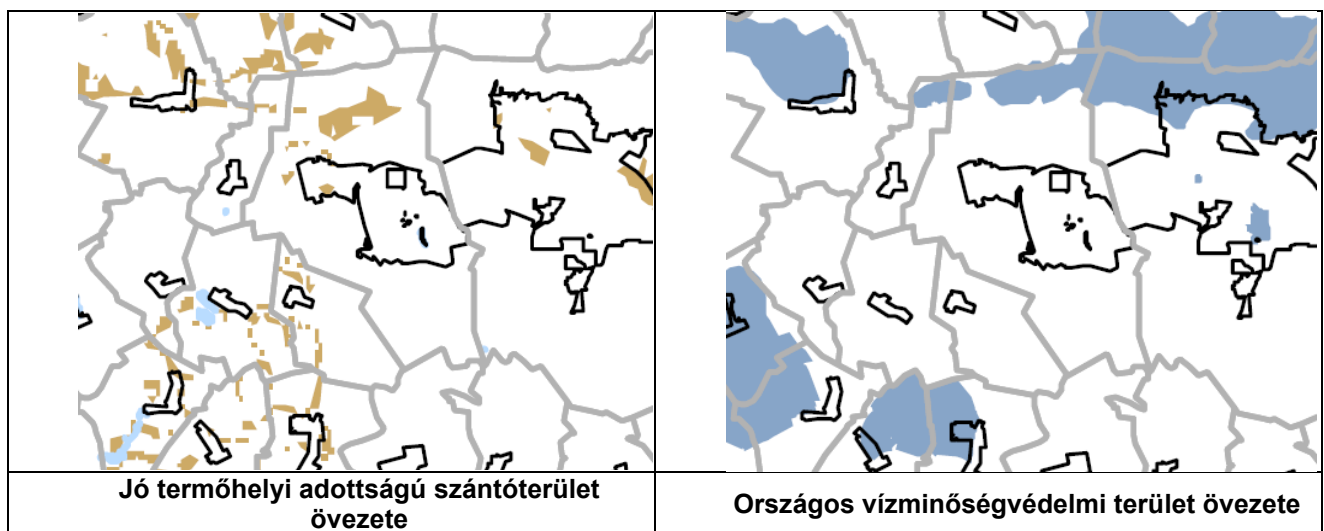 Jó termőhelyi adottságú szántóterület
övezete
Országos vízminőségvédelmi terület övezete